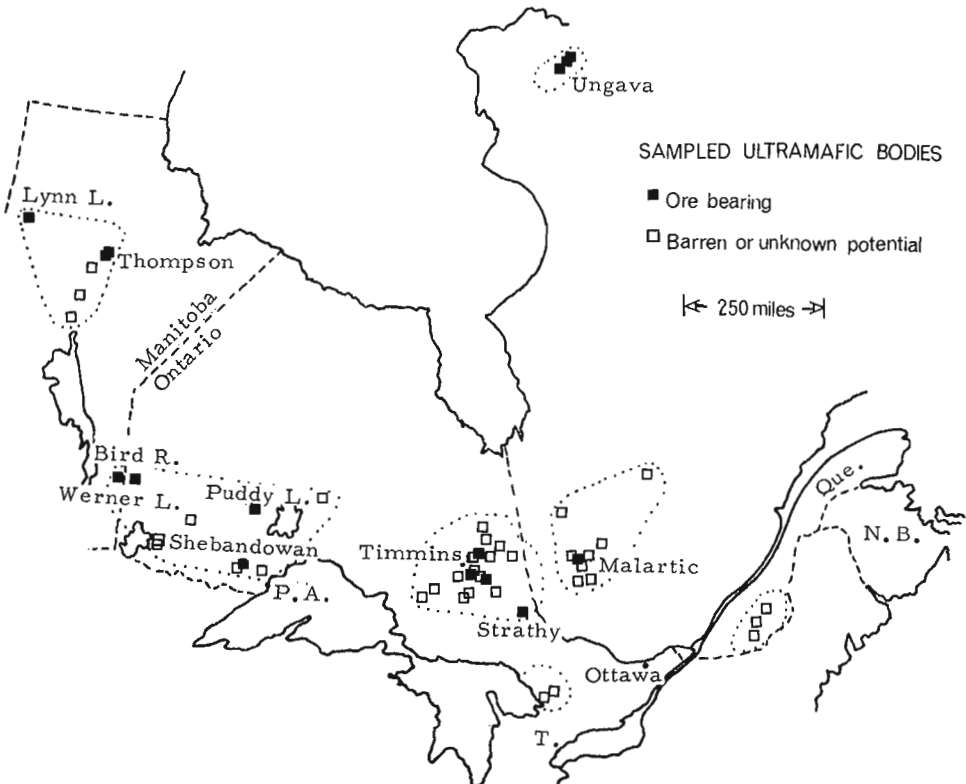 Ungava
SAMPLED ULTRAMAFIC BODIES
Ore bearing
Barren or unknown potential
250 miles
Lynn L.
Thompson
Manitoba
Ontario
Bird R.
Werner L.
Puddy L.
Shebandowan
P.A.
Timmins
Strathy
Malartic
Que.
N.B.
Ottawa
T.